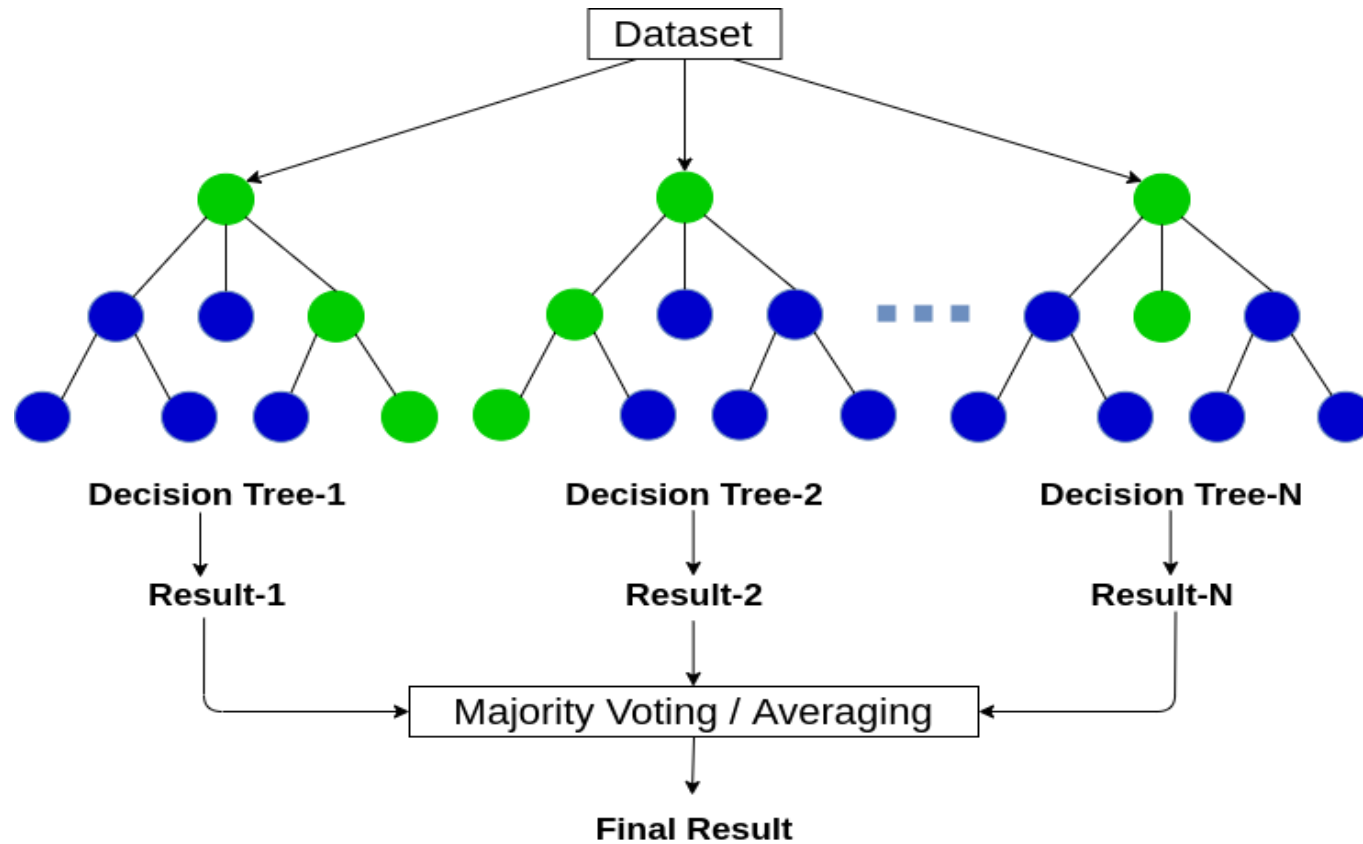 Dataset
Decision Tree-1
Decision Tree-2
Decision Tree-N
Result-1
Result-2
Result-N
Majority Voting / Averaging
Final Result